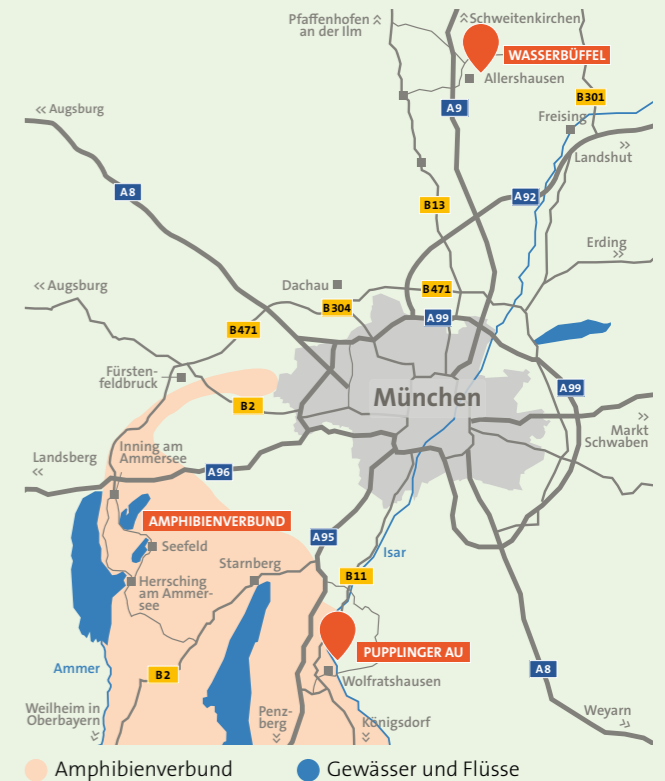 Pfaffenhofen
an der Ilm
Schweitenkirchen
WASSERBÜFFEL
Allershausen
B301
A9
Freising
Augsburg
Landshut
A8
A92
B13
Erding
Augsburg
Dachau
B471
B304
A99
B471
Fürsten-
feldbruck
München
A99
B2
Markt
Schwaben
Inning am
Ammersee
Landsberg
A96
AMPHIBIENVERBUND
A95
Seefeld
Isar
Starnberg
B11
Herrsching
am Ammer-
see
PUPPLINGER AU
Ammer
B2
A8
Wolfratshausen
Weilheim in
Oberbayern
Penz-
berg
Königsdorf
Weyarn
Amphibienverbund
Gewässer und Flüsse